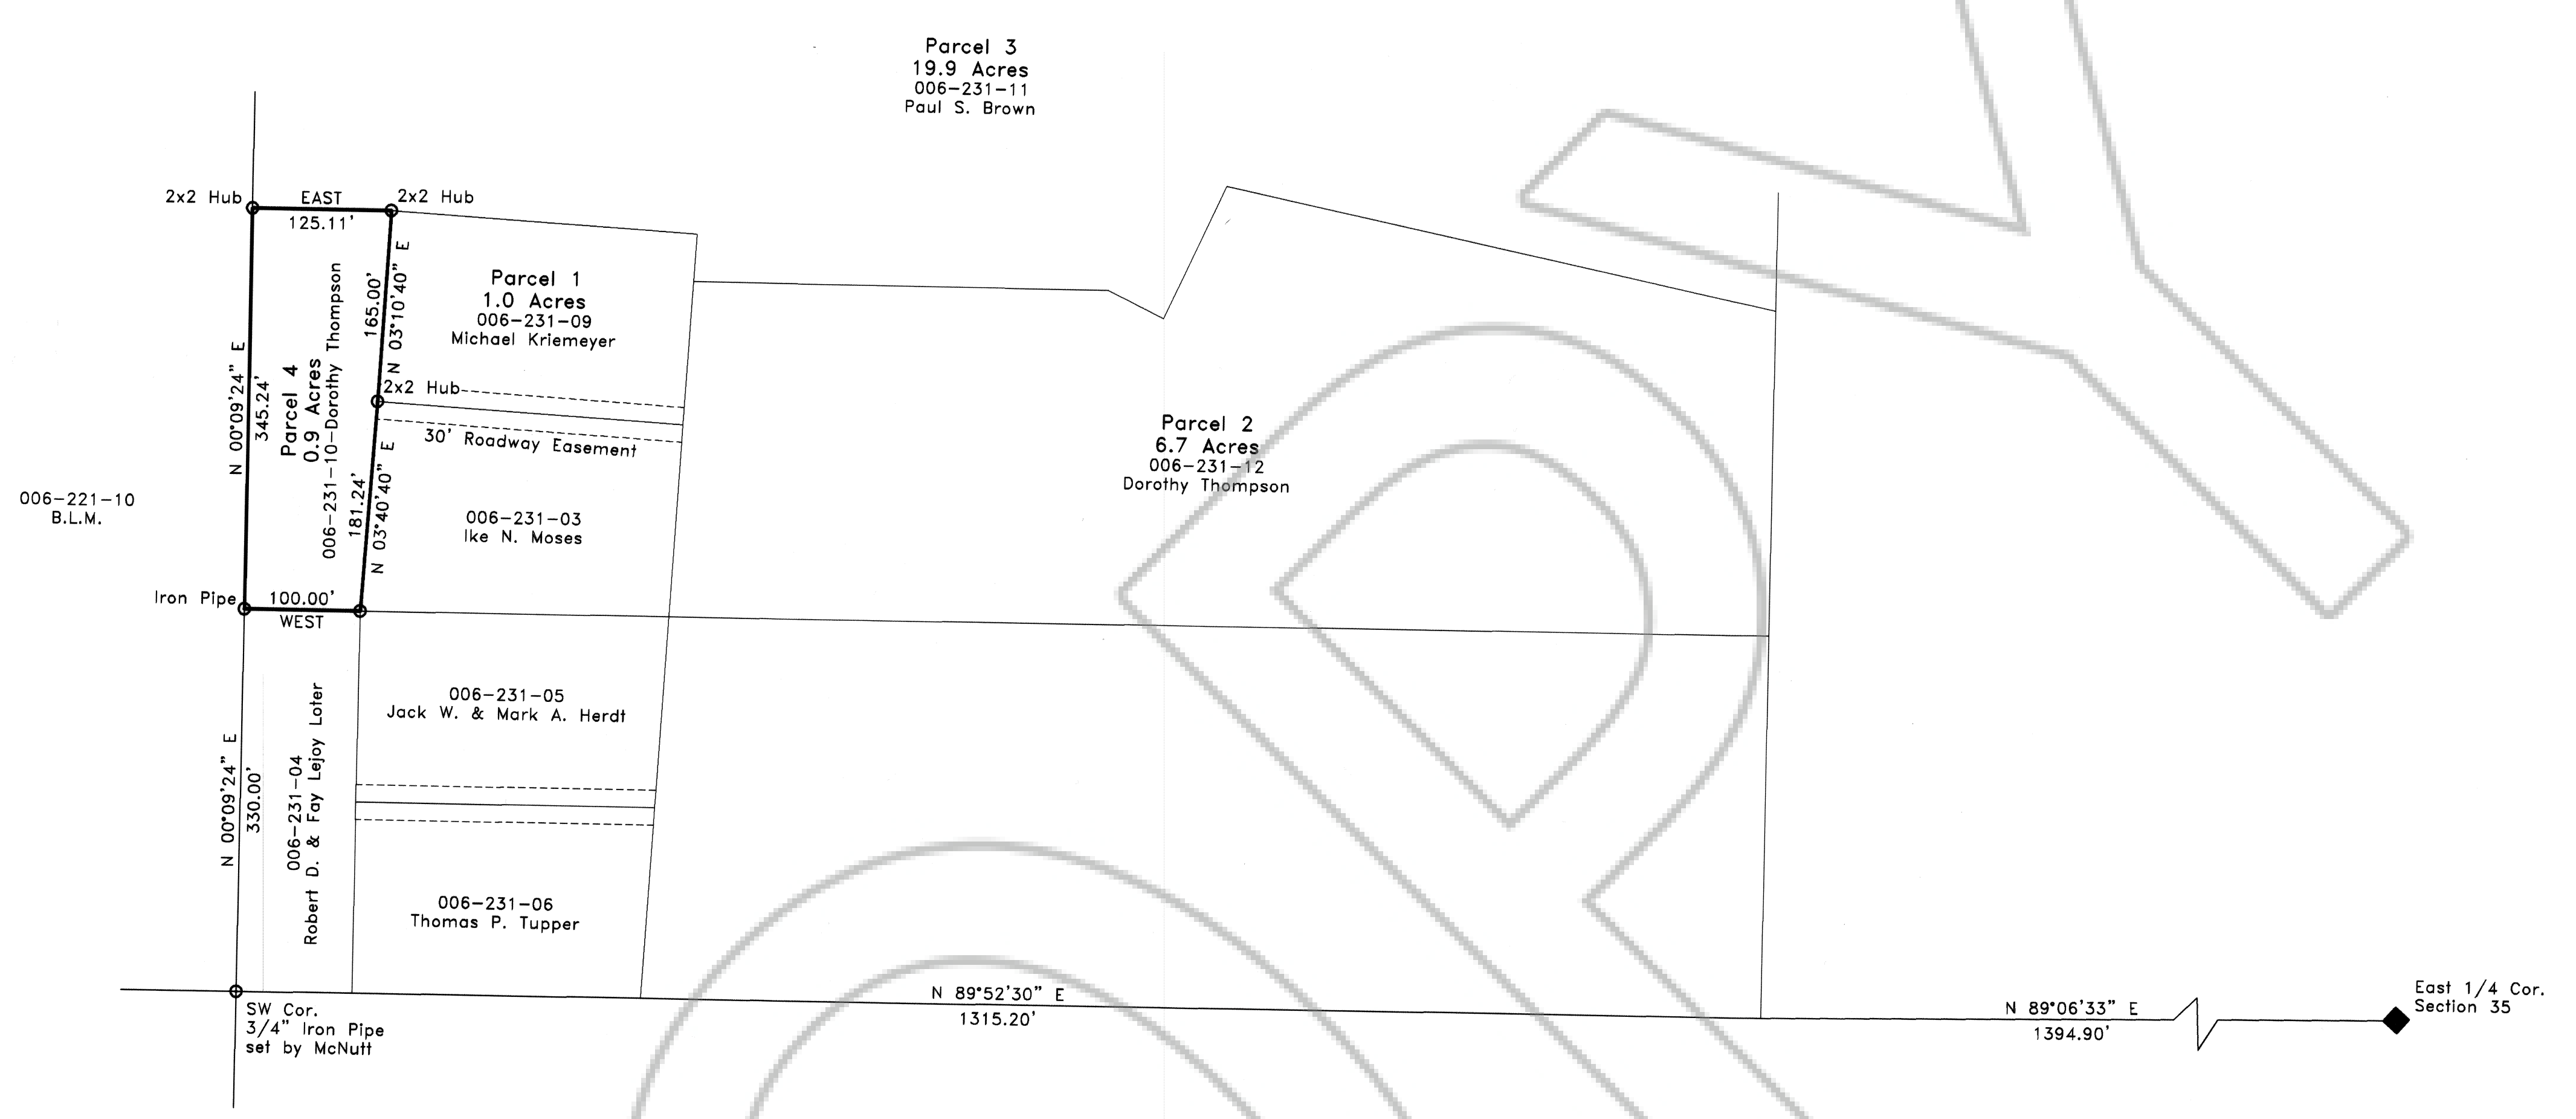 Parcel 3
19.9 Acres
006-231-11
Paul S. Brown
2x2 Hub
EAST
2x2 Hub
125.11'
165.00'
N 03°10'40" E
Parcel 1
1.0 Acres
006-231-09
Michael Kriemeyer
N 00°09'24" E
345.24'
Parcel 4
0.9 Acres
006-231-10-Dorothy Thompson
2x2 Hub
30' Roadway Easement
181.24'
N 03°40'40" E
Parcel 2
6.7 Acres
006-231-12
Dorothy Thompson
006-221-10
B.L.M.
006-231-03
Ike N. Moses
Iron Pipe
100.00'
WEST
006-231-05
Jack W. & Mark A. Herdt
N 00°09'24" E
330.00'
006-231-04
Robert D. & Fay Lejoy Loter
006-231-06
Thomas P. Tupper
SW Cor.
3/4" Iron Pipe
set by McNutt
N 89°52'30" E
1315.20'
N 89°06'33" E
1394.90'
East 1/4 Cor.
Section 35